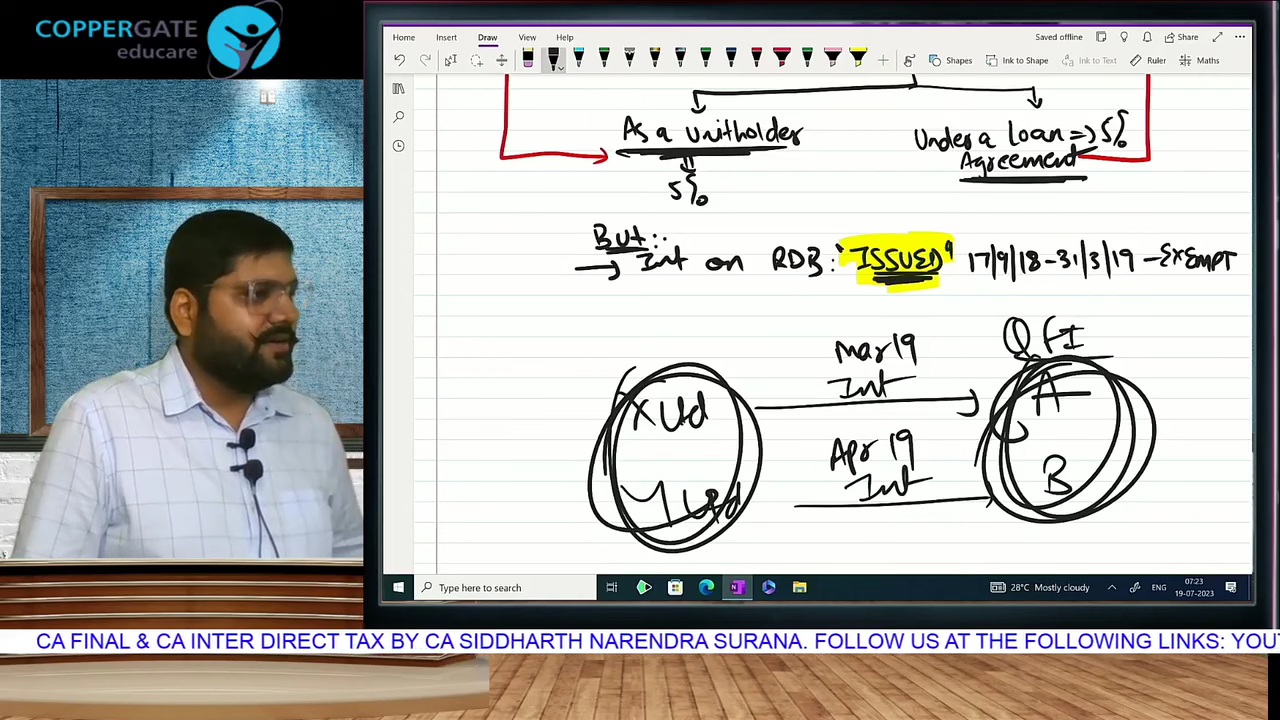 COPPERGATE
educare
Home Insert Draw View Help
Saved offline
Share
Shapes
Ink to Shape
Ink to Text
Ruler
Maths
As a unitholder
5%
Under a loan => 5%
Agreement
But:
Int on RDB: "ISSUED" 17/9/18 - 31/3/19 - EXEMPT
QFI
Mar 19
Int
X Ltd
A
Apr 19
Int
Y Ltd
B
Type here to search
28°C Mostly cloudy
ENG
07:23
19-07-2023
CA FINAL & CA INTER DIRECT TAX BY CA SIDDHARTH NARENDRA SURANA. FOLLOW US AT THE FOLLOWING LINKS: YOU